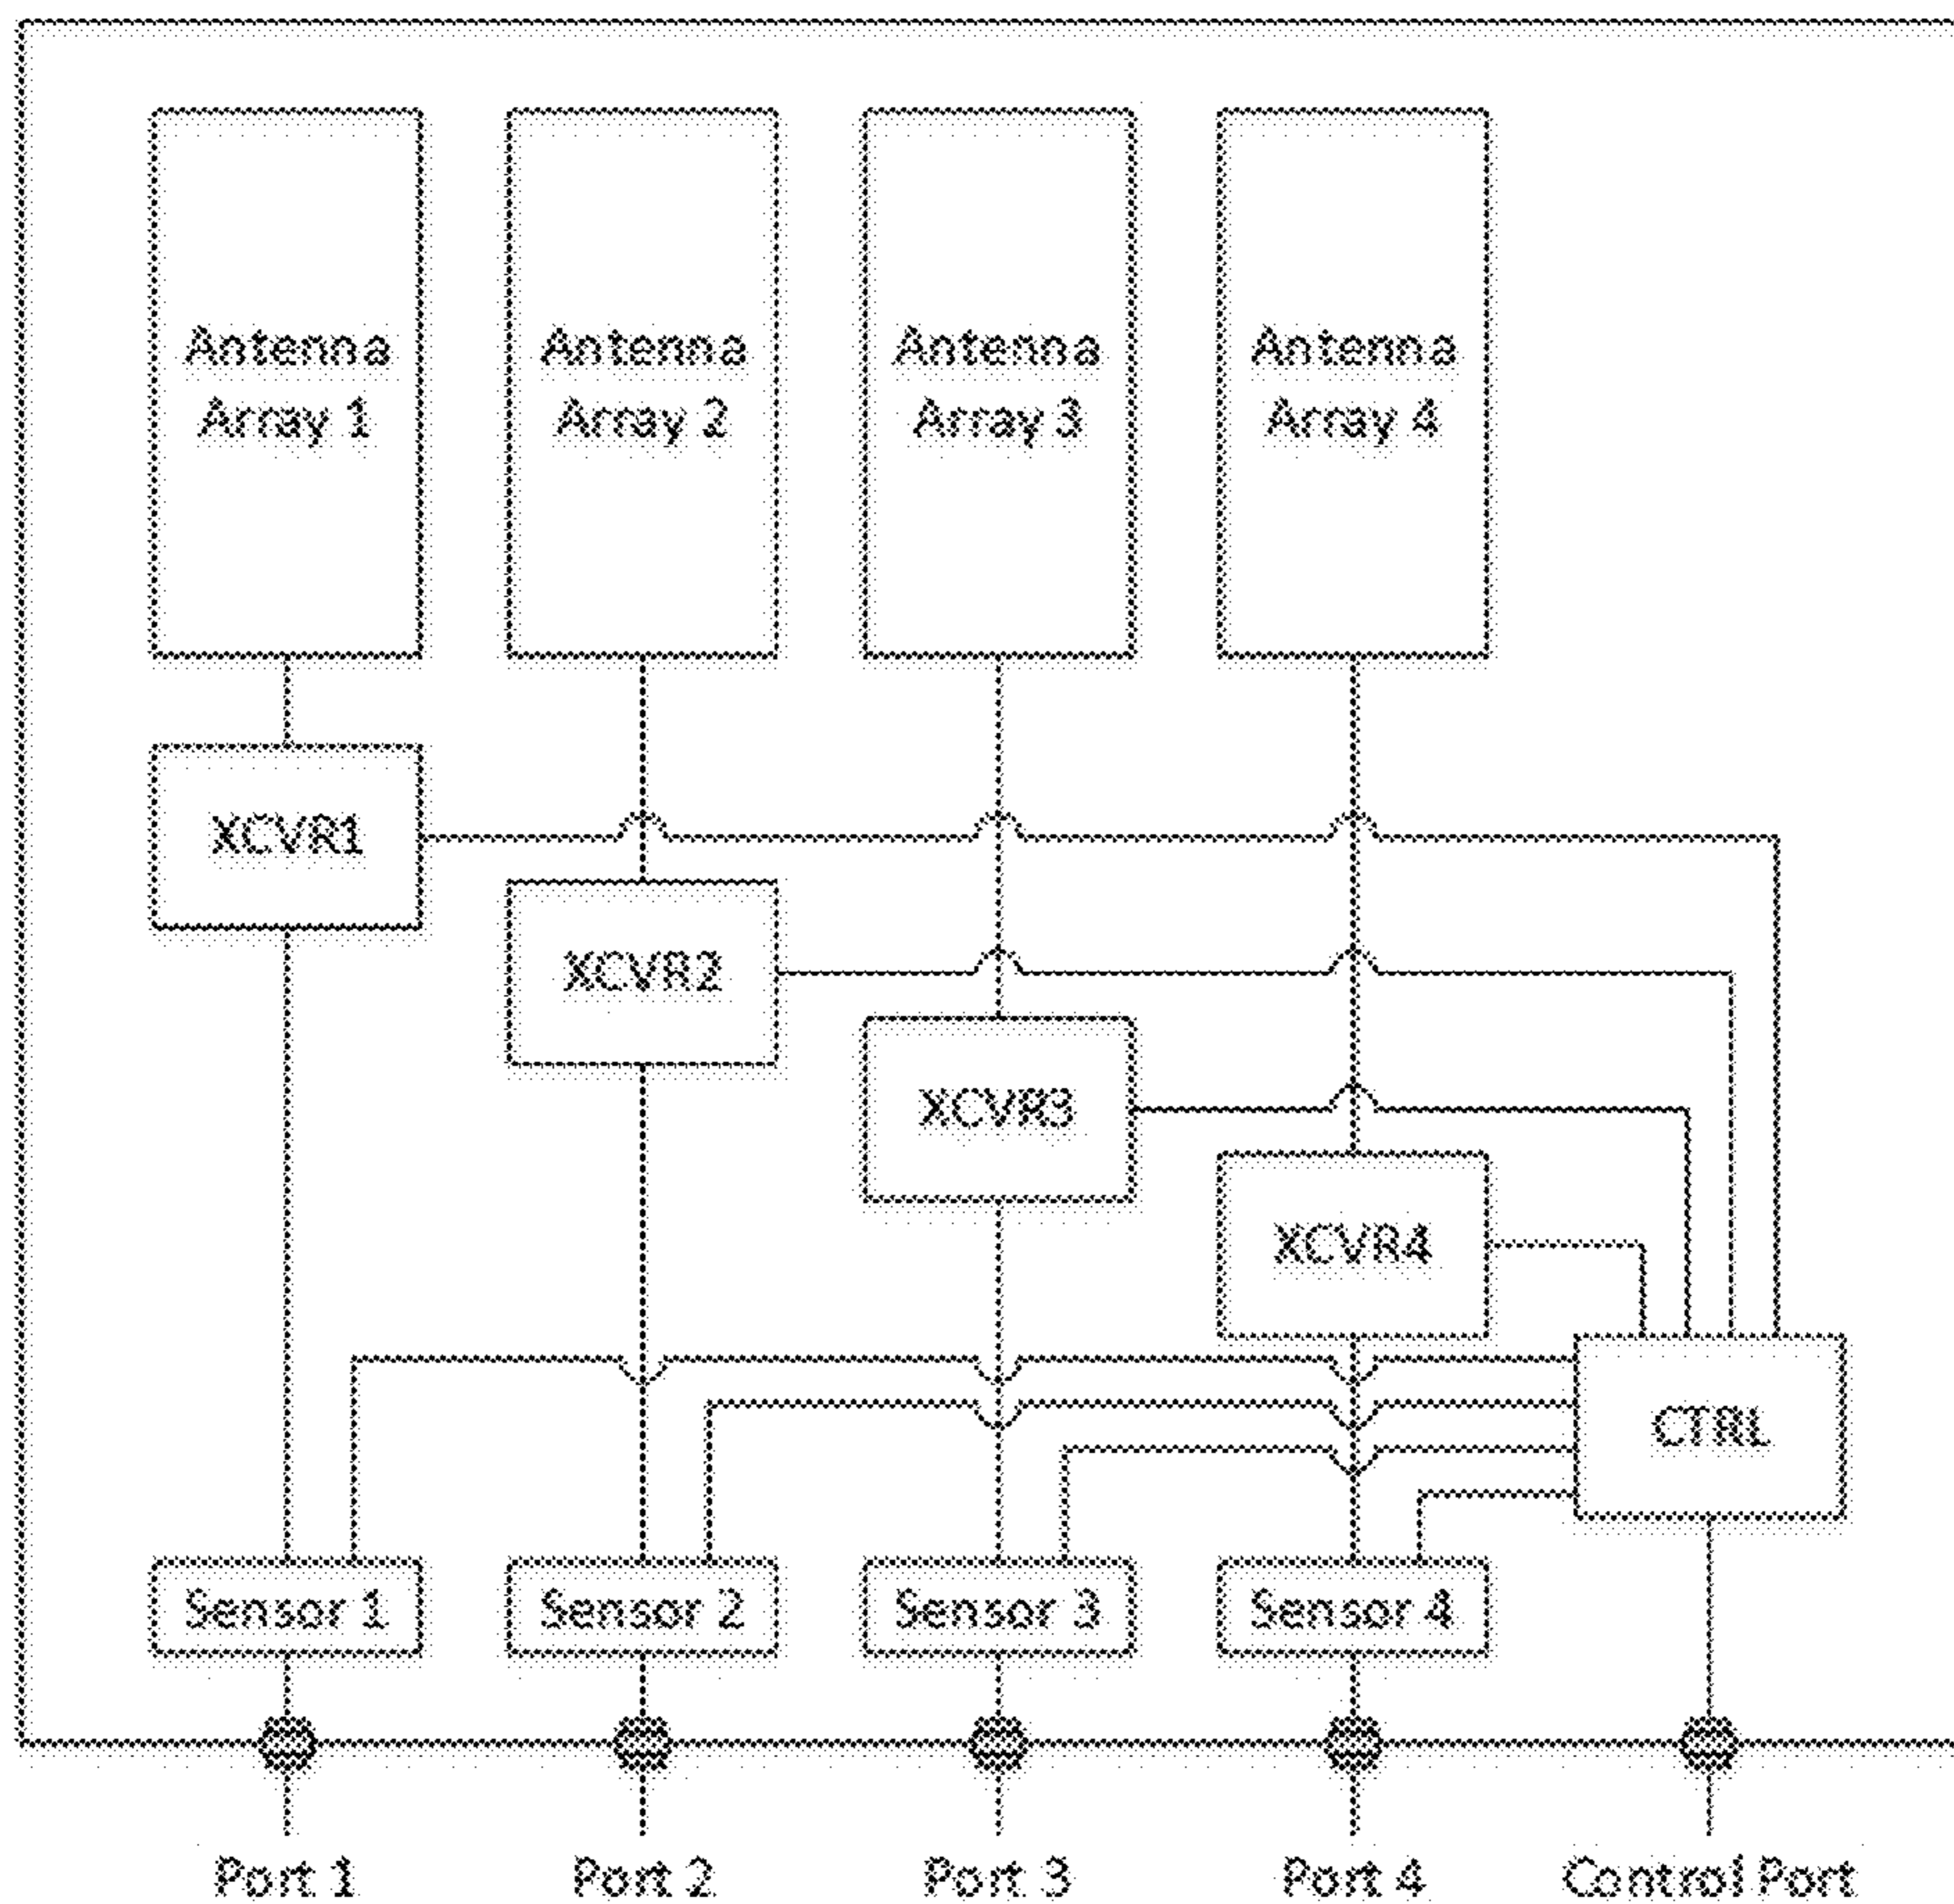 Antenna
Array 1
Antenna
Array 2
Antenna
Array 3
Antenna
Array 4
XCVR1
XCVR2
XCVR3
XCVR4
CTRL
Sensor 1
Sensor 2
Sensor 3
Sensor 4
Port 1
Port 2
Port 3
Port 4
Control Port